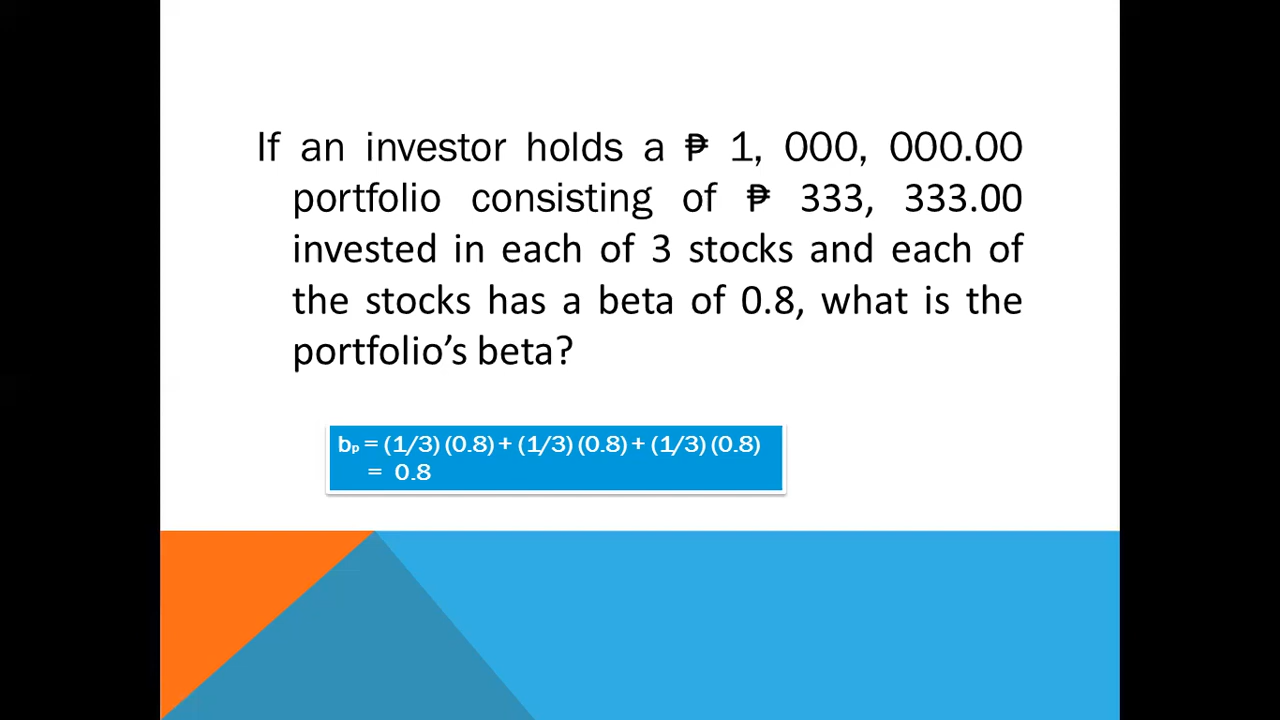 If an investor holds a ₱ 1, 000, 000.00
portfolio consisting of ₱ 333, 333.00
invested in each of 3 stocks and each of
the stocks has a beta of 0.8, what is the
portfolio’s beta?
bₚ = (1/3) (0.8) + (1/3) (0.8) + (1/3) (0.8)
= 0.8